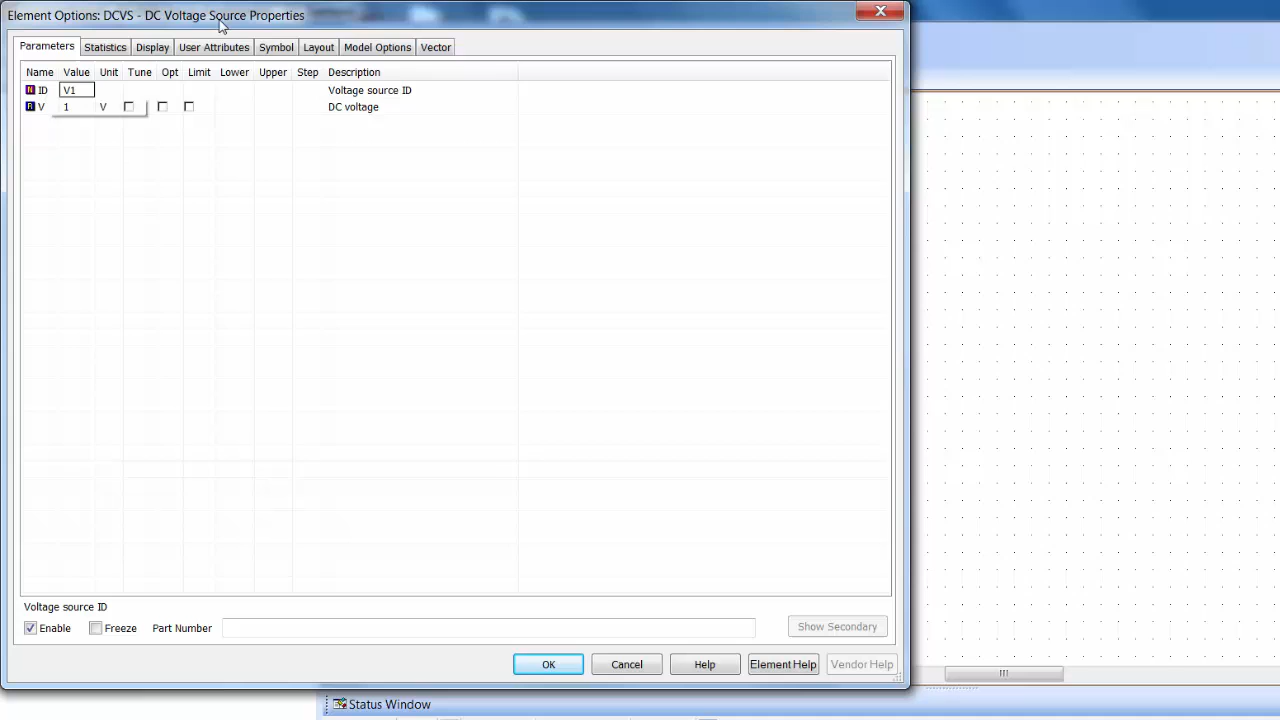 Element Options: DCVS - DC Voltage Source Properties
Parameters Statistics Display User Attributes Symbol Layout Model Options Vector
Name Value Unit Tune Opt Limit Lower Upper Step Description
N ID V1 Voltage source ID
R V 1 V DC voltage
Voltage source ID
Enable Freeze Part Number Show Secondary
OK Cancel Help Element Help Vendor Help
Status Window